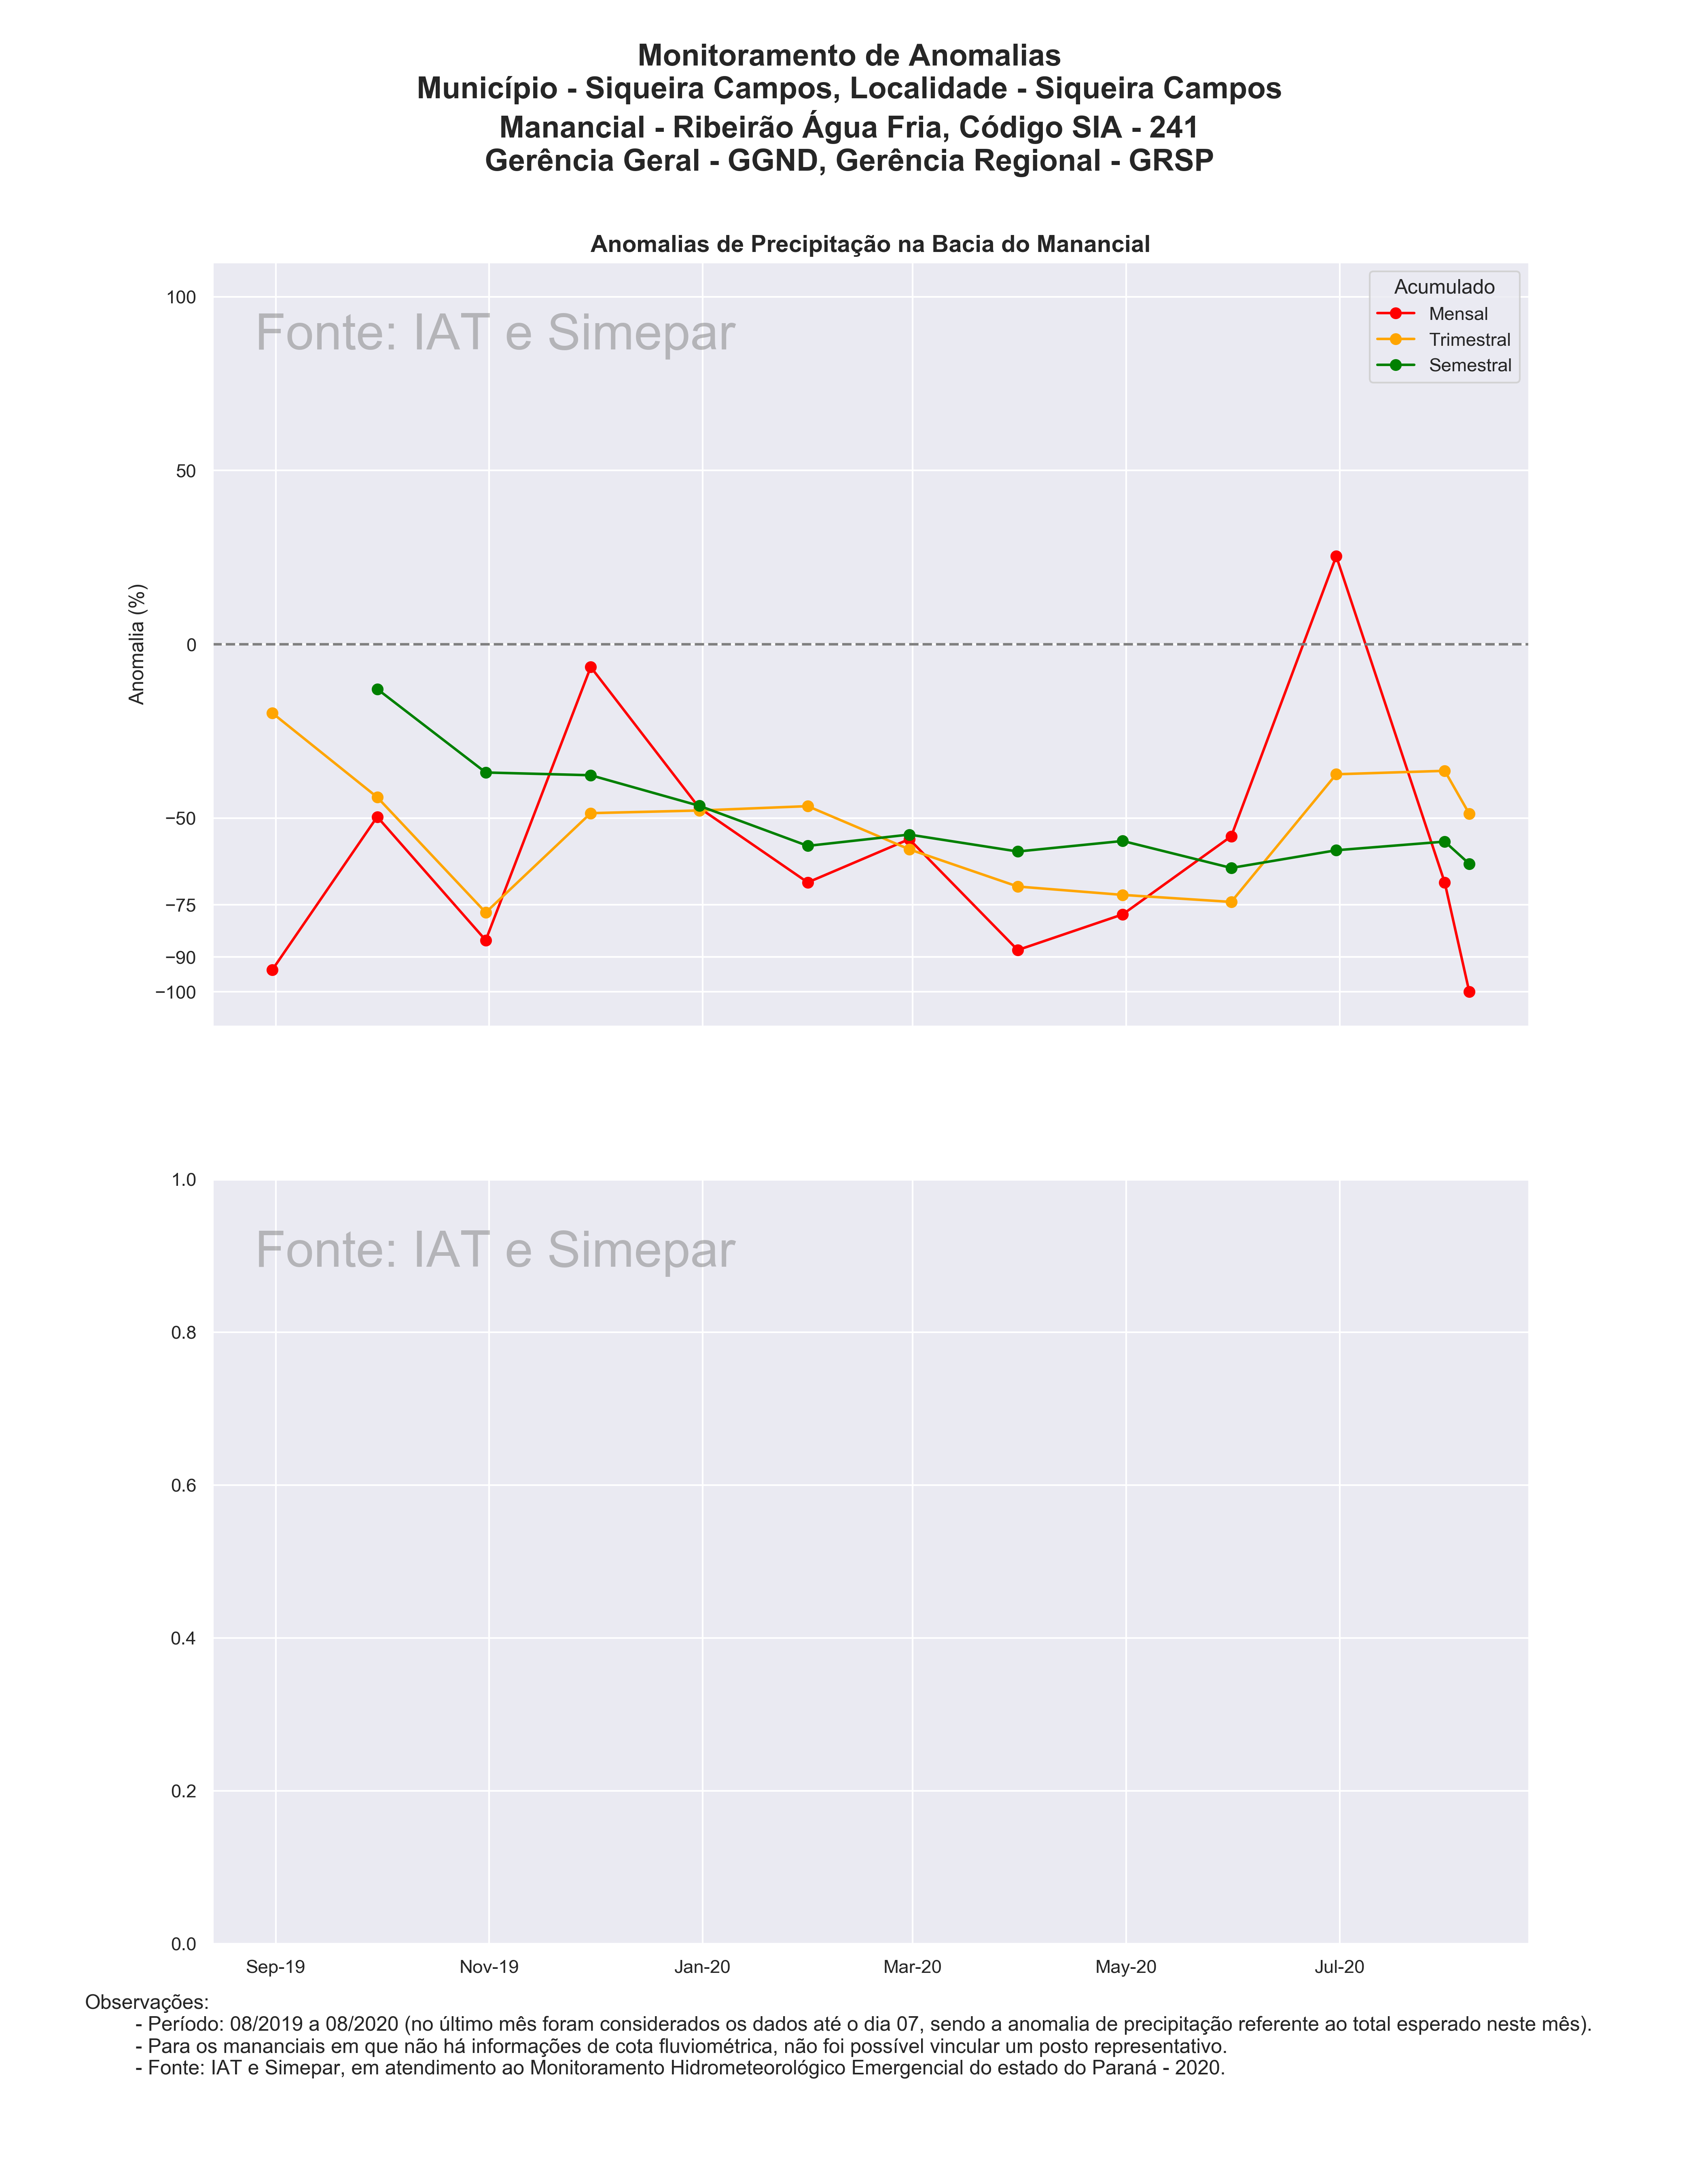 Monitoramento de Anomalias
Município - Siqueira Campos, Localidade - Siqueira Campos
Manancial - Ribeirão Água Fria, Código SIA - 241
Gerência Geral - GGND, Gerência Regional - GRSP
Anomalias de Precipitação na Bacia do Manancial
Fonte: IAT e Simepar
Acumulado
Mensal
Trimestral
Semestral
Anomalia (%)
100
50
0
−50
−75
−90
−100
Fonte: IAT e Simepar
1.0
0.8
0.6
0.4
0.2
0.0
Sep-19 Nov-19 Jan-20 Mar-20 May-20 Jul-20
Observações:
- Período: 08/2019 a 08/2020 (no último mês foram considerados os dados até o dia 07, sendo a anomalia de precipitação referente ao total esperado neste mês).
- Para os mananciais em que não há informações de cota fluviométrica, não foi possível vincular um posto representativo.
- Fonte: IAT e Simepar, em atendimento ao Monitoramento Hidrometeorológico Emergencial do estado do Paraná - 2020.